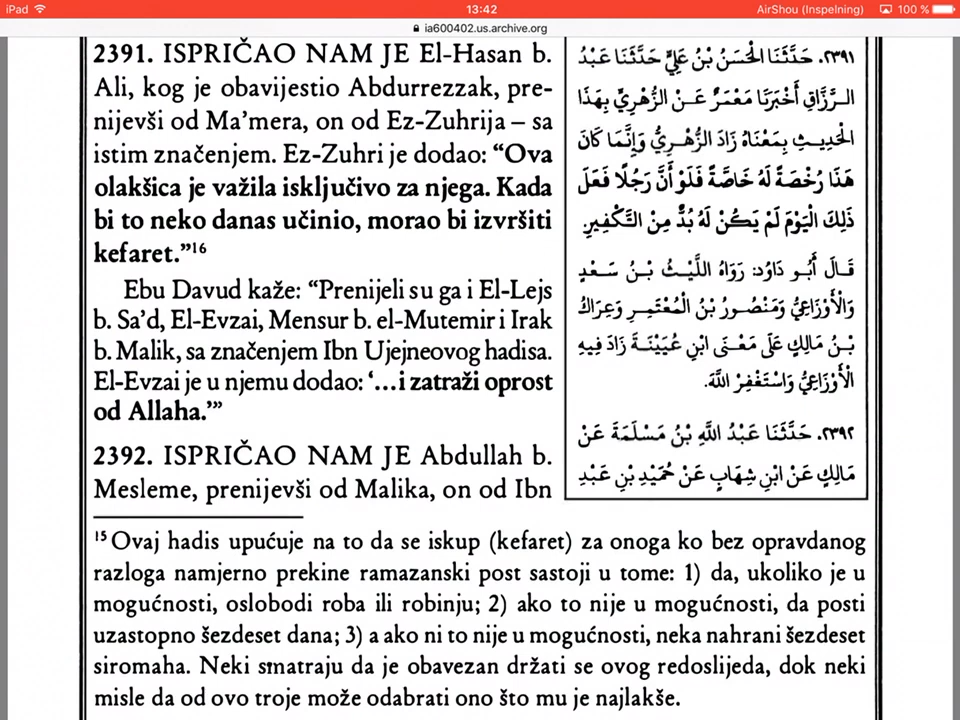 iPad 13:42 AirShou (Inspelning) 100 %
ia600402.us.archive.org
2391. ISPRIČAO NAM JE El-Hasan b.
Ali, kog je obavijestio Abdurrezzak, pre-
nijevši od Ma’mera, on od Ez-Zuhrija – sa
istim značenjem. Ez-Zuhri je dodao: “Ova
olakšica je važila isključivo za njega. Kada
bi to neko danas učinio, morao bi izvršiti
kefaret.”16
Ebu Davud kaže: “Prenijeli su ga i El-Lejs
b. Sa’d, El-Evzai, Mensur b. el-Mutemir i Irak
b. Malik, sa značenjem Ibn Ujejneovog hadisa.
El-Evzai je u njemu dodao: ‘…i zatraži oprost
od Allaha.’”
2392. ISPRIČAO NAM JE Abdullah b.
Mesleme, prenijevši od Malika, on od Ibn
٢٣٩١. حَدَّثَنَا الْحَسَنُ بْنُ عَلِيٍّ حَدَّثَنَا عَبْدُ
الرَّزَّاقِ أَخْبَرَنَا مَعْمَرٌ عَنْ الزُّهْرِيِّ بِهَذَا
الْحَدِيثِ بِمَعْنَاهُ زَادَ الزُّهْرِيُّ وَإِنَّمَا كَانَ
هَذَا رُخْصَةً لَهُ خَاصَّةً فَلَوْ أَنَّ رَجُلًا فَعَلَ
ذَلِكَ الْيَوْمَ لَمْ يَكُنْ لَهُ بُدٌّ مِنْ التَّكْفِيرِ
قَالَ أَبُو دَاوُد: رَوَاهُ اللَّيْثُ بْنُ سَعْدٍ
وَالْأَوْزَاعِيُّ وَمَنْصُورُ بْنُ الْمُعْتَمِرِ وَعِرَاكُ
بْنُ مَالِكٍ عَلَى مَعْنَى ابْنِ عُيَيْنَةَ زَادَ فِيهِ
الْأَوْزَاعِيُّ وَاسْتَغْفِرْ اللَّهَ.
٢٣٩٢. حَدَّثَنَا عَبْدُ اللَّهِ بْنُ مَسْلَمَةَ عَنْ
مَالِكٍ عَنْ ابْنِ شِهَابٍ عَنْ حُمَيْدِ بْنِ عَبْدِ
15 Ovaj hadis upućuje na to da se iskup (kefaret) za onoga ko bez opravdanog
razloga namjerno prekine ramazanski post sastoji u tome: 1) da, ukoliko je u
mogućnosti, oslobodi roba ili robinju; 2) ako to nije u mogućnosti, da posti
uzastopno šezdeset dana; 3) a ako ni to nije u mogućnosti, neka nahrani šezdeset
siromaha. Neki smatraju da je obavezan držati se ovog redoslijeda, dok neki
misle da od ovo troje može odabrati ono što mu je najlakše.